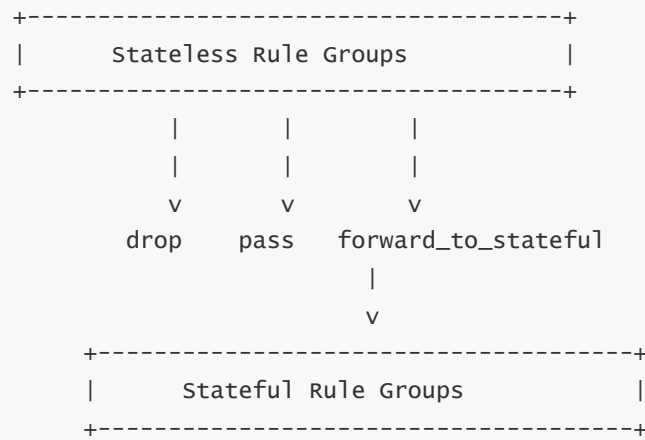 +--------------------------------------+
|      Stateless Rule Groups           |
+--------------------------------------+
           |       |        |
           |       |        |
           v       v        v
        drop    pass   forward_to_stateful
                         |
                         v
     +--------------------------------------+
     |      Stateful Rule Groups            |
     +--------------------------------------+